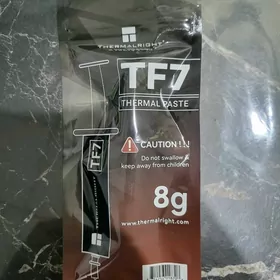 THERMALRIGHT
TF7
THERMAL PASTE
TF7
CAUTION ! ! !
Do not swallow &
keep away from children
8g
www.thermalright.com